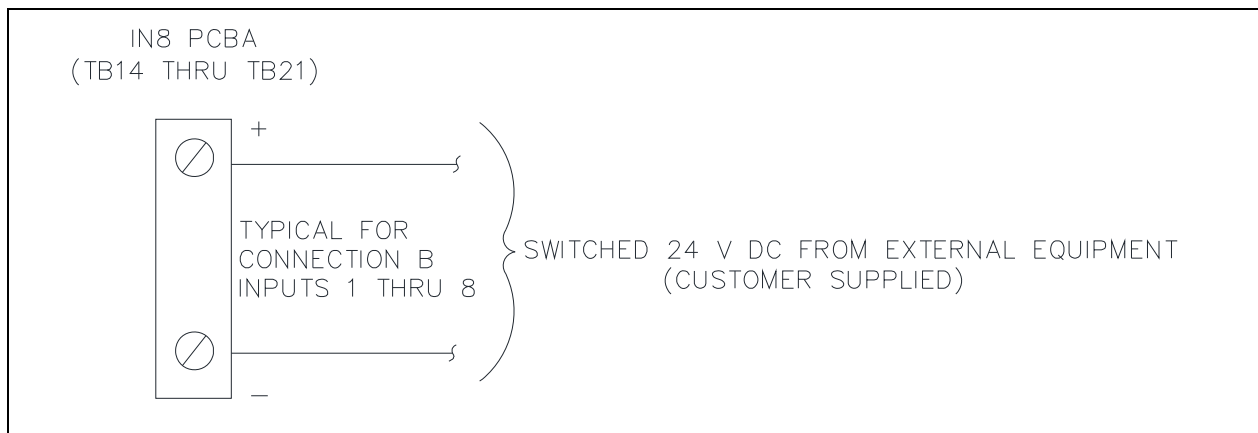 IN8 PCBA
(TB14 THRU TB21)
+
TYPICAL FOR
CONNECTION B
INPUTS 1 THRU 8
SWITCHED 24 V DC FROM EXTERNAL EQUIPMENT
(CUSTOMER SUPPLIED)
−